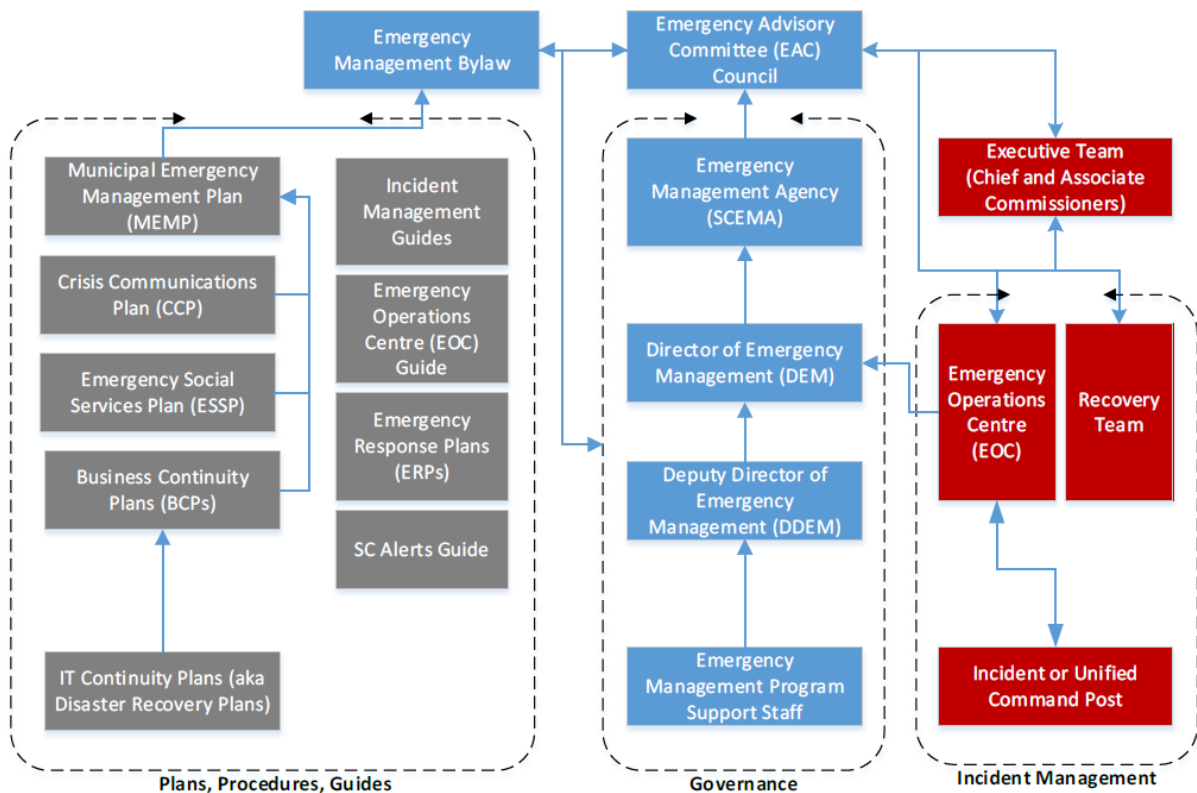 Emergency
Management Bylaw
Emergency Advisory
Committee (EAC)
Council
Municipal Emergency
Management Plan
(MEMP)
Crisis Communications
Plan (CCP)
Emergency Social
Services Plan (ESSP)
Business Continuity
Plans (BCPs)
IT Continuity Plans (aka
Disaster Recovery Plans)
Incident
Management
Guides
Emergency
Operations
Centre (EOC)
Guide
Emergency
Response Plans
(ERPs)
SC Alerts Guide
Plans, Procedures, Guides
Emergency
Management Agency
(SCEMA)
Director of Emergency
Management (DEM)
Deputy Director of
Emergency
Management (DDEM)
Emergency
Management Program
Support Staff
Governance
Executive Team
(Chief and Associate
Commissioners)
Emergency
Operations
Centre
(EOC)
Recovery
Team
Incident or Unified
Command Post
Incident Management